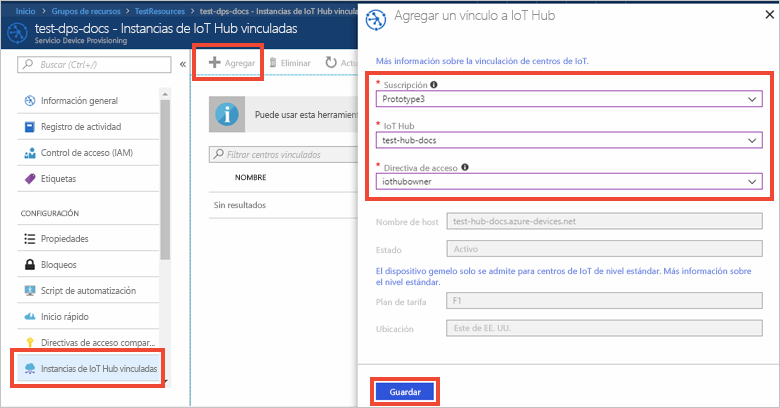 Inicio > Grupos de recursos > TestResources > test-dps-docs - Instancias de IoT Hub vinculadas
test-dps-docs - Instancias de IoT Hub vinculadas
Servicio Device Provisioning
Buscar (Ctrl+/)
Información general
Registro de actividad
Control de acceso (IAM)
Etiquetas
CONFIGURACIÓN
Propiedades
Bloqueos
Script de automatización
Inicio rápido
Directivas de acceso compar...
Instancias de IoT Hub vinculadas
Agregar
Eliminar
Actu
Puede usar esta herramien
Filtrar centros vinculados
NOMBRE
Sin resultados
Agregar un vínculo a IoT Hub
Más información sobre la vinculación de centros de IoT.
* Suscripción
Prototype3
* IoT Hub
test-hub-docs
* Directiva de acceso
iothubowner
Nombre de host
test-hub-docs.azure-devices.net
Estado
Activo
El dispositivo gemelo solo se admite para centros de IoT de nivel estándar. Más información sobre
el nivel estándar.
Plan de tarifa
F1
Ubicación
Este de EE. UU.
Guardar